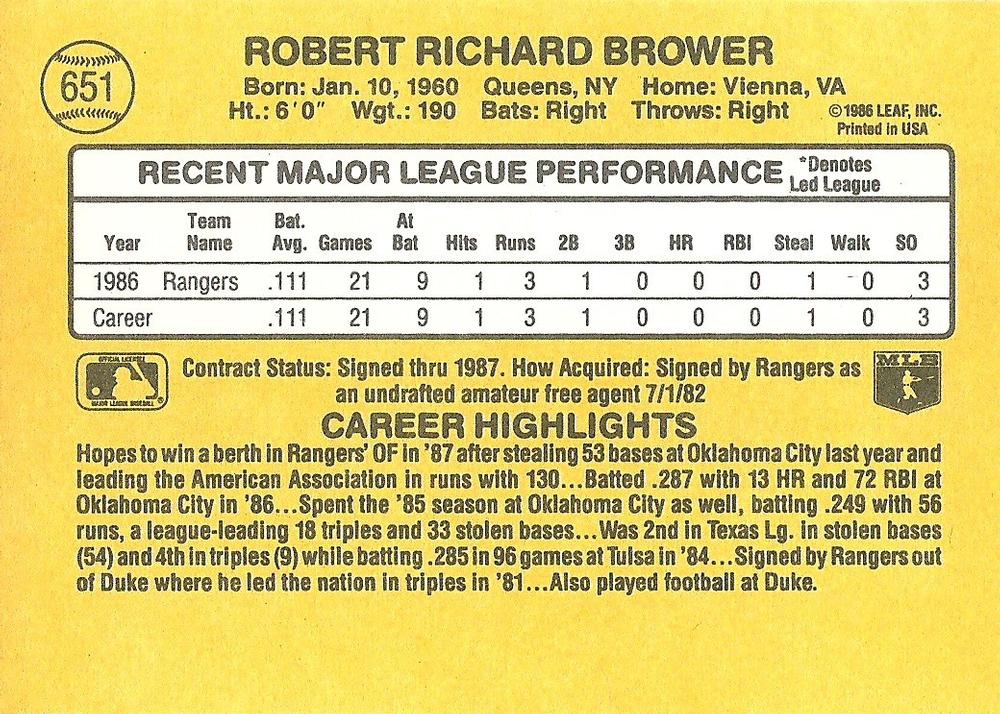 651
ROBERT RICHARD BROWER
Born: Jan. 10, 1960 Queens, NY Home: Vienna, VA
Ht.: 6'0" Wgt.: 190 Bats: Right Throws: Right
©1986 LEAF, INC.
Printed in USA
RECENT MAJOR LEAGUE PERFORMANCE *Denotes Led League
Year Team Name Bat. Avg. Games At Bat Hits Runs 2B 3B HR RBI Steal Walk SO
1986 Rangers .111 21 9 1 3 1 0 0 0 1 0 3
Career .111 21 9 1 3 1 0 0 0 1 0 3
OFFICIAL LICENSEE
MAJOR LEAGUE BASEBALL®
Contract Status: Signed thru 1987. How Acquired: Signed by Rangers as
an undrafted amateur free agent 7/1/82
MLB
CAREER HIGHLIGHTS
Hopes to win a berth in Rangers' OF in '87 after stealing 53 bases at Oklahoma City last year and
leading the American Association in runs with 130...Batted .287 with 13 HR and 72 RBI at
Oklahoma City in '86...Spent the '85 season at Oklahoma City as well, batting .249 with 56
runs, a league-leading 18 triples and 33 stolen bases...Was 2nd in Texas Lg. in stolen bases
(54) and 4th in triples (9) while batting .285 in 96 games at Tulsa in '84...Signed by Rangers out
of Duke where he led the nation in triples in '81...Also played football at Duke.